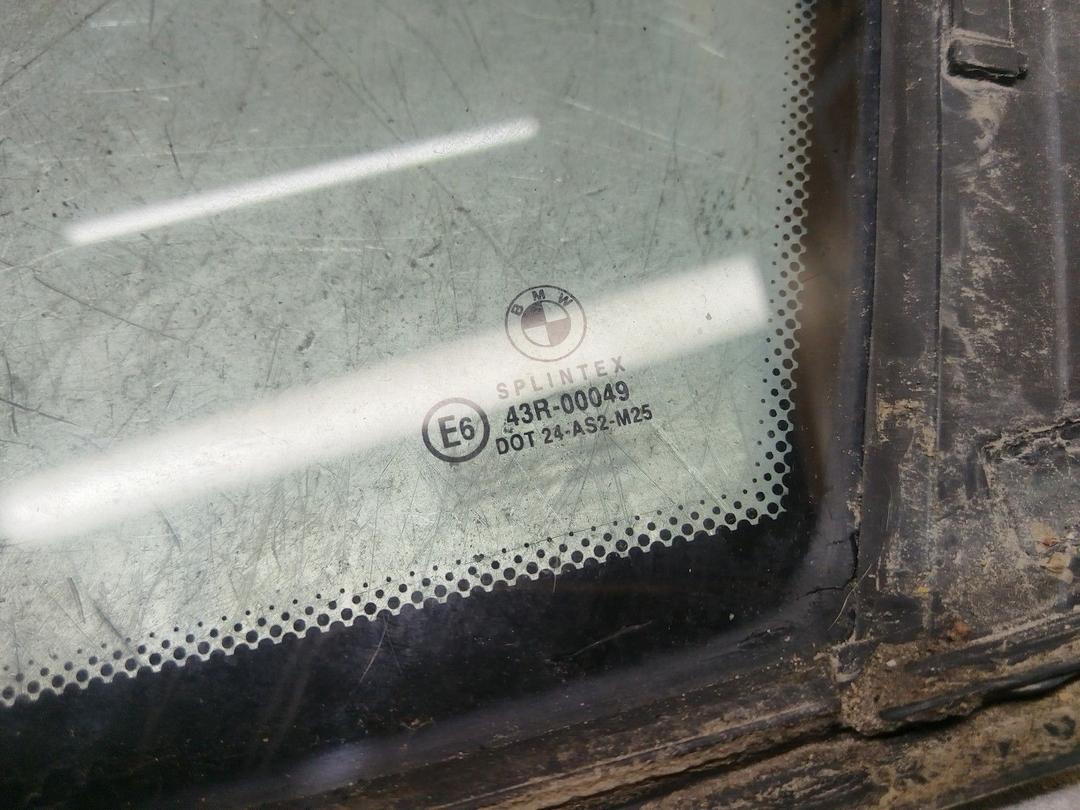 BMW
SPLINTEX
E6
43R-00049
DOT 24-AS2-M25